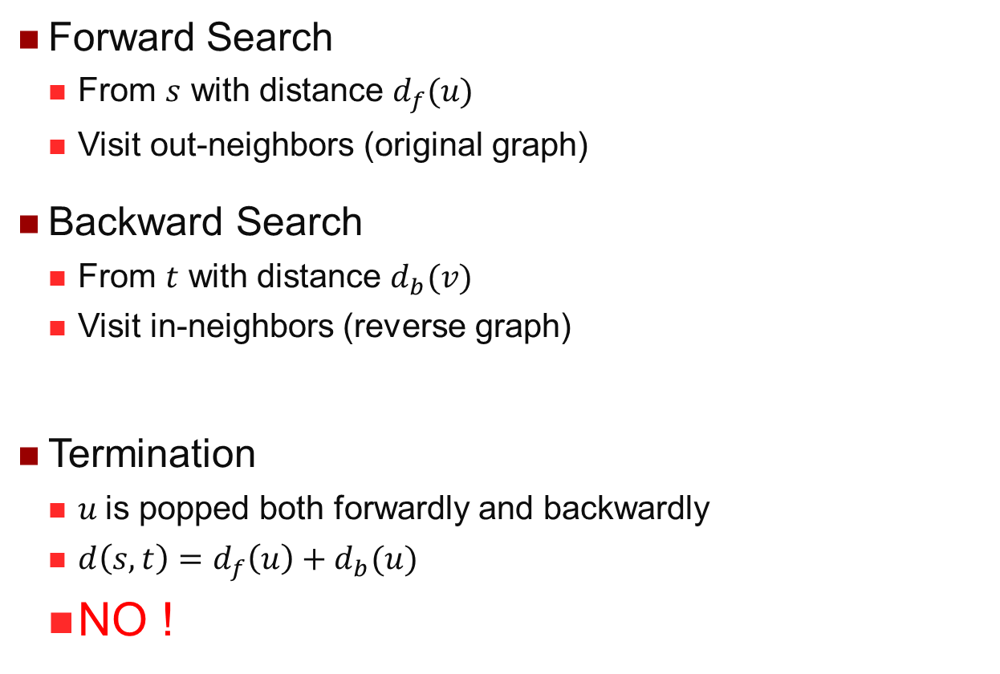 Forward Search
From 𝑠 with distance 𝑑_𝑓(𝑢)
Visit out-neighbors (original graph)
Backward Search
From 𝑡 with distance 𝑑_𝑏(𝑣)
Visit in-neighbors (reverse graph)
Termination
𝑢 is popped both forwardly and backwardly
𝑑(𝑠, 𝑡) = 𝑑_𝑓(𝑢) + 𝑑_𝑏(𝑢)
NO !